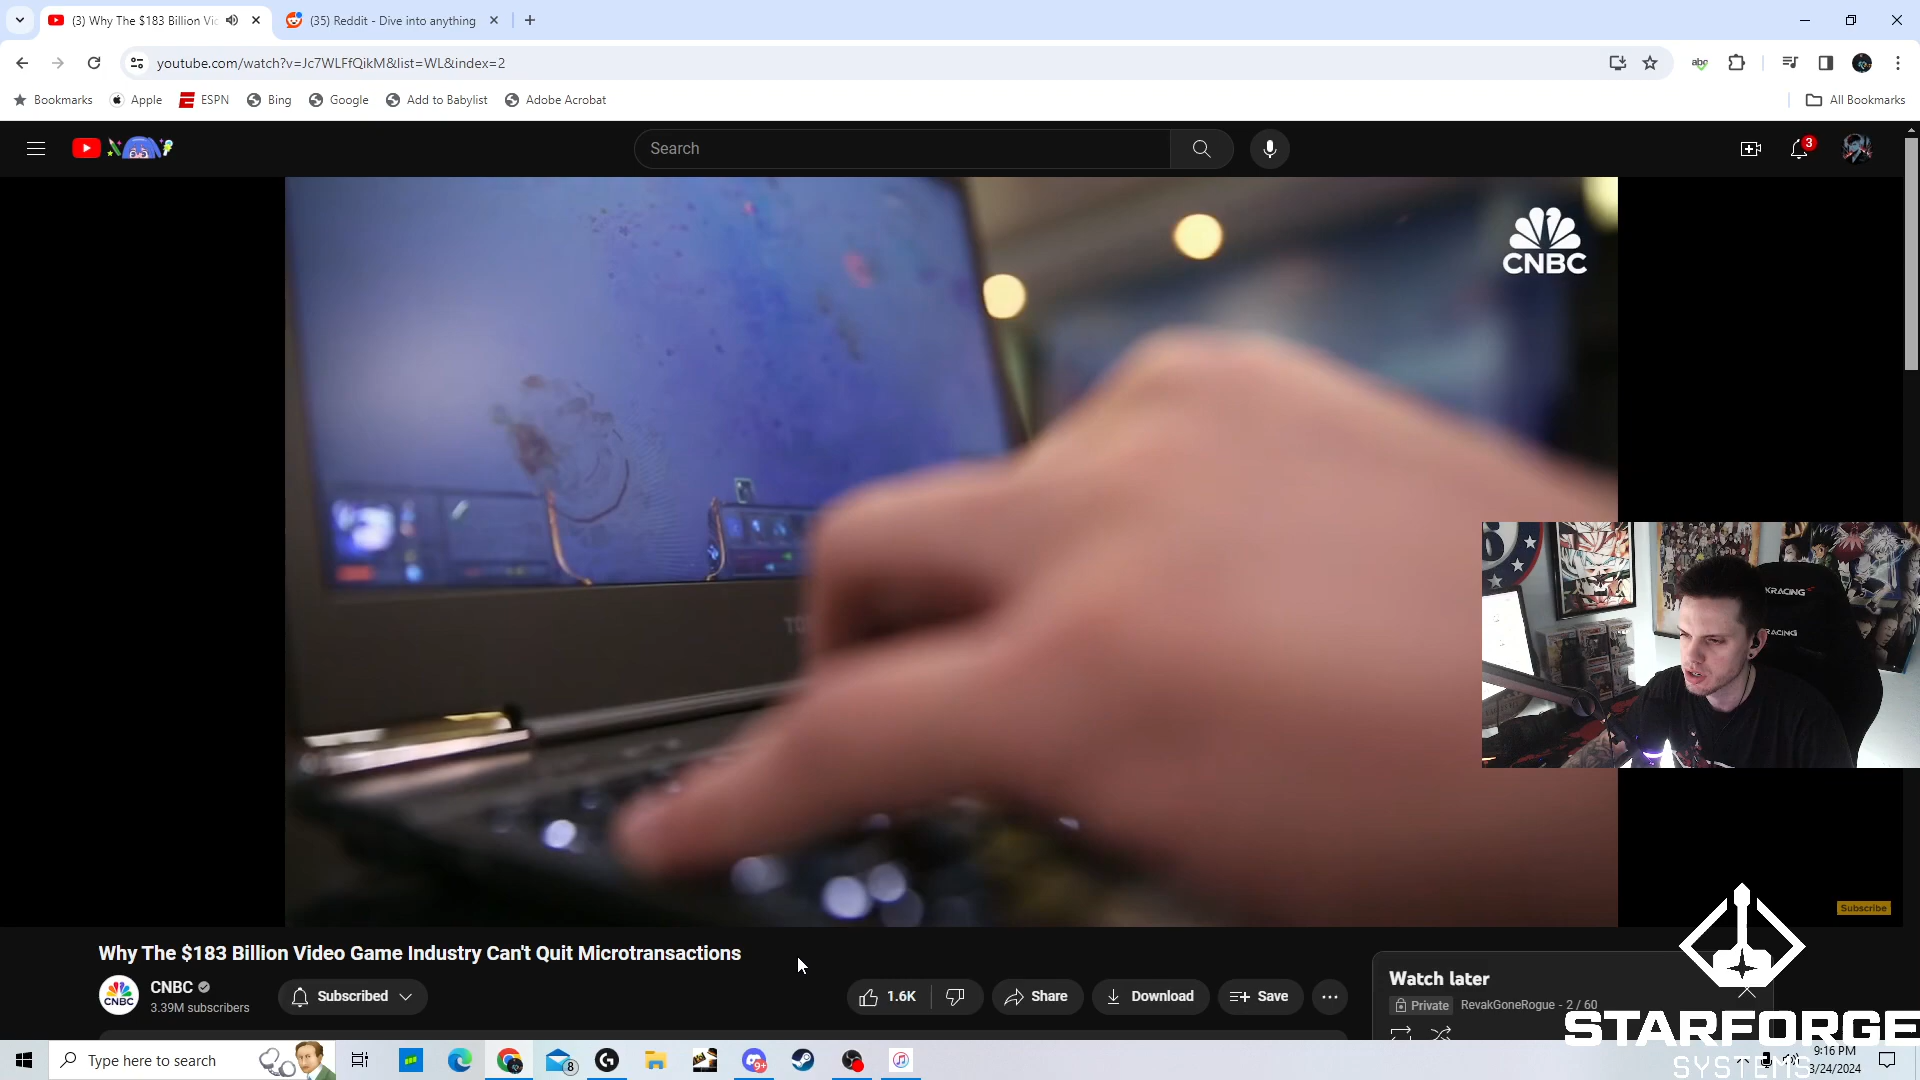 (3) Why The $183 Billion Vic
(35) Reddit - Dive into anything
youtube.com/watch?v=Jc7WLFfQikM&list=WL&index=2
abc
Bookmarks
Apple
ESPN
Bing
Google
Add to Babylist
Adobe Acrobat
All Bookmarks
Search
3
CNBC
KRACING
RACING
Subscribe
Why The $183 Billion Video Game Industry Can't Quit Microtransactions
CNBC
3.39M subscribers
Subscribed
1.6K
Share
Download
Save
Watch later
Private
RevakGoneRogue - 2 / 60
STARFORGE
SYSTEMS
Type here to search
8
9+
9:16 PM
3/24/2024